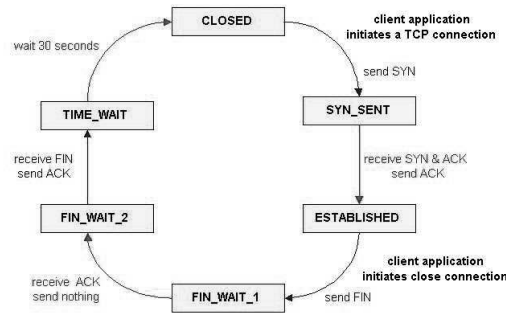 CLOSED
client application
initiates a TCP connection
wait 30 seconds
send SYN
TIME_WAIT
SYN_SENT
receive FIN
send ACK
receive SYN & ACK
send ACK
FIN_WAIT_2
ESTABLISHED
client application
initiates close connection
receive ACK
send nothing
FIN_WAIT_1
send FIN